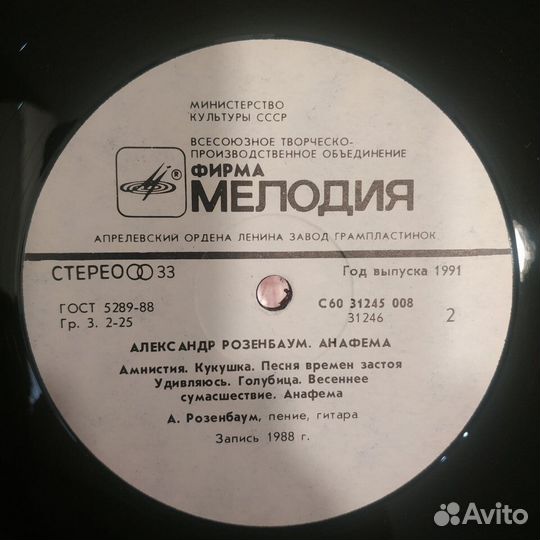 МИНИСТЕРСТВО
КУЛЬТУРЫ СССР
ВСЕСОЮЗНОЕ ТВОРЧЕСКО-
ПРОИЗВОДСТВЕННОЕ ОБЪЕДИНЕНИЕ
®
ФИРМА
МЕЛОДИЯ
АПРЕЛЕВСКИЙ ОРДЕНА ЛЕНИНА ЗАВОД ГРАМПЛАСТИНОК
СТЕРЕО 33
Год выпуска 1991
ГОСТ 5289-88
Гр. 3. 2-25
С60 31245 008
31246
2
АЛЕКСАНДР РОЗЕНБАУМ. АНАФЕМА
Амнистия. Кукушка. Песня времен застоя
Удивляюсь. Голубица. Весеннее
сумасшествие. Анафема
А. Розенбаум, пение, гитара
Запись 1988 г.
Avito